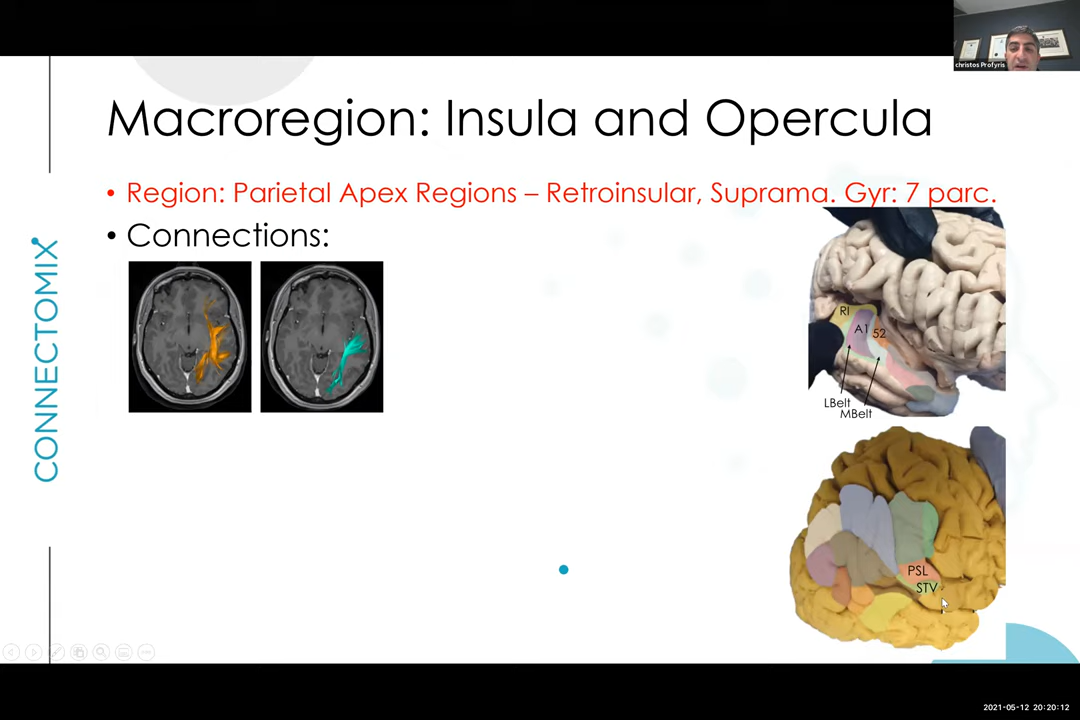 christos Profyris
Macroregion: Insula and Opercula
• Region: Parietal Apex Regions – Retroinsular, Suprama. Gyr: 7 parc.
• Connections:
CONNECTOMIX
RI
A1
52
LBelt
MBelt
PSL
STV
2021-05-12 20:20:12